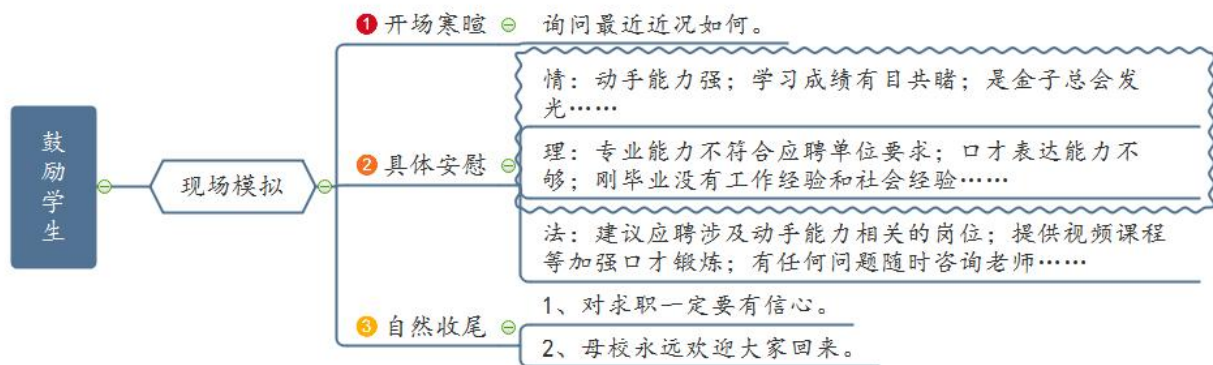 鼓励学生
现场模拟
❶开场寒暄
询问最近近况如何。
❷具体安慰
情：动手能力强；学习成绩有目共睹；是金子总会发
光……
理：专业能力不符合应聘单位要求；口才表达能力不
够；刚毕业没有工作经验和社会经验……
法：建议应聘涉及动手能力相关的岗位；提供视频课程
等加强口才锻炼；有任何问题随时咨询老师……
❸自然收尾
1、对求职一定要有信心。
2、母校永远欢迎大家回来。